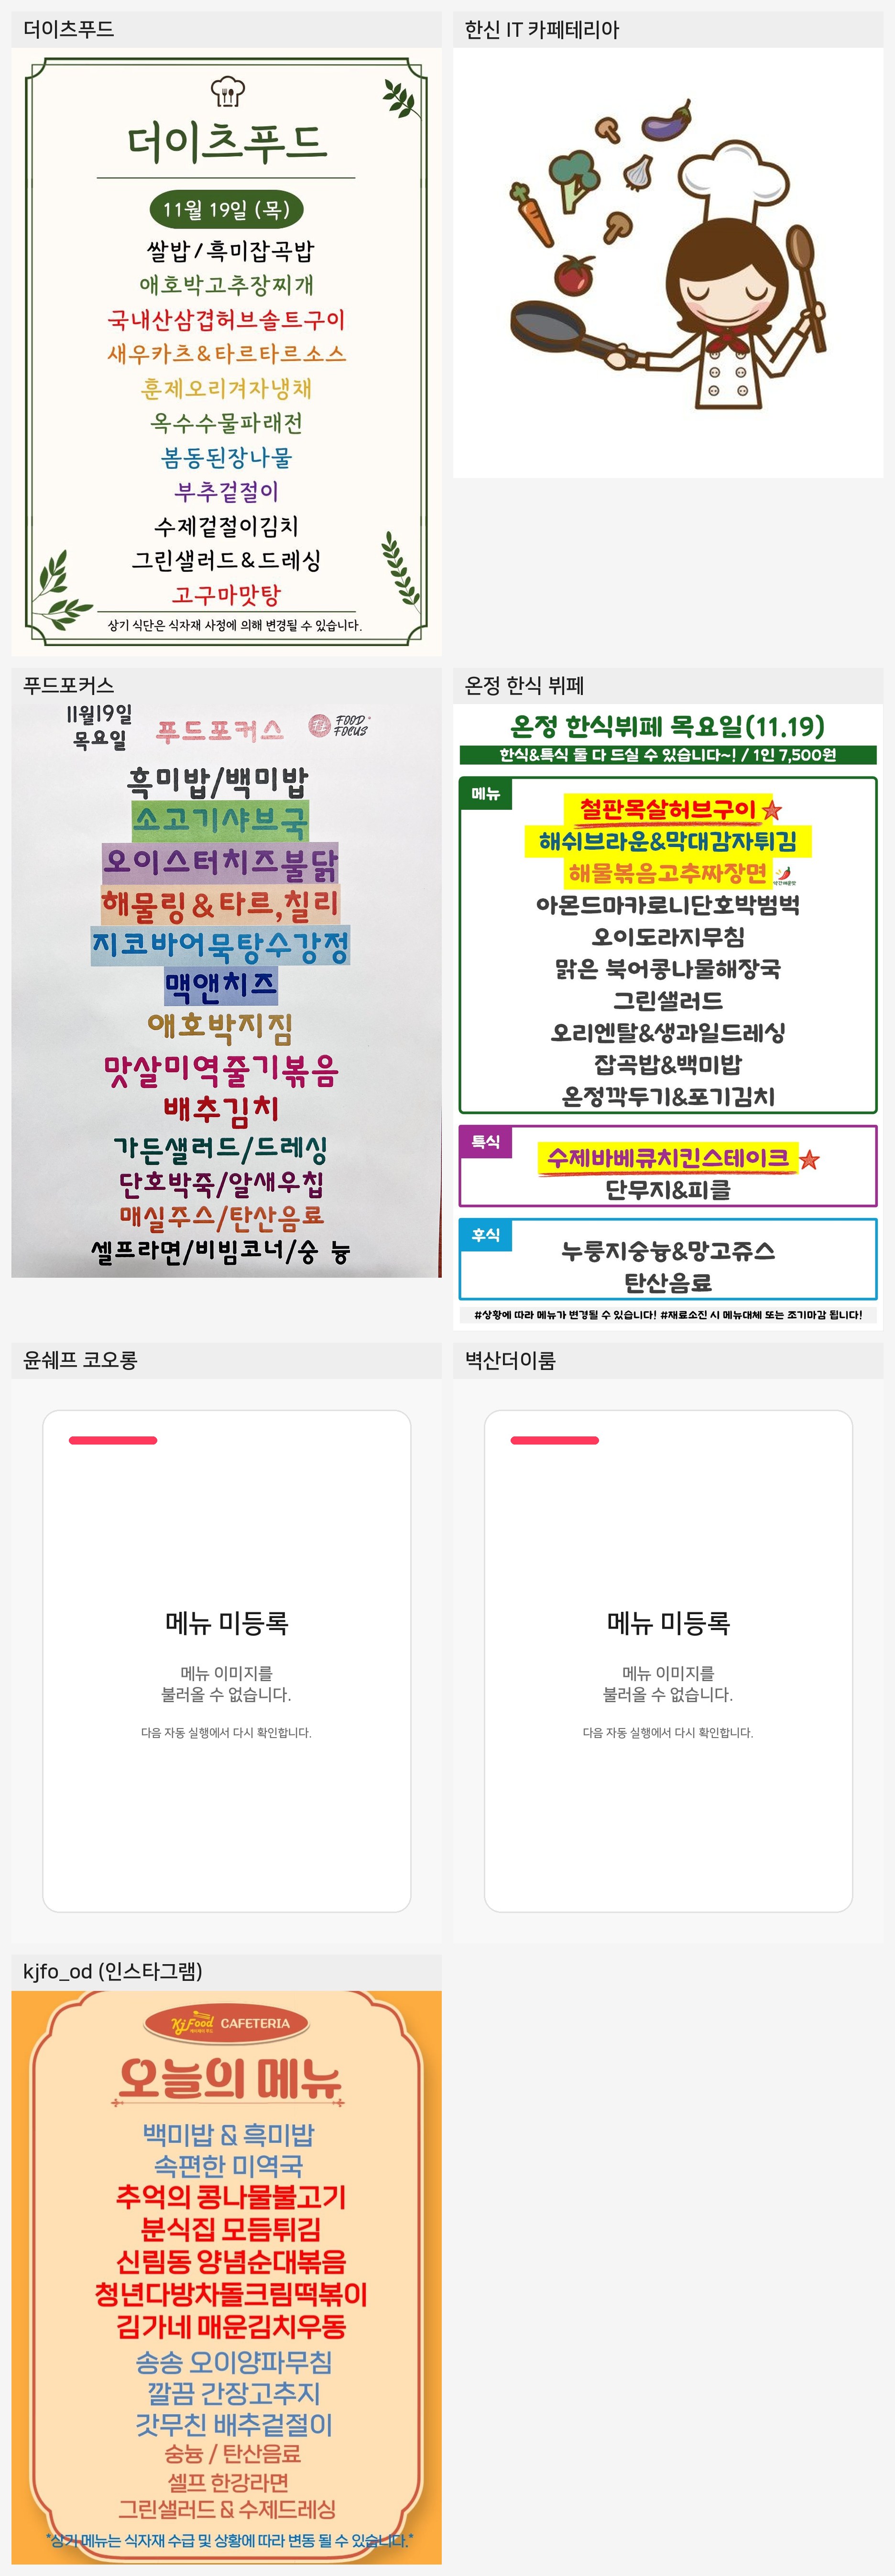 더이츠푸드
더이츠푸드
11월 19일 (목)
쌀밥/흑미잡곡밥
애호박고추장찌개
국내산삼겹허브솔트구이
새우카츠&타르타르소스
훈제오리겨자냉채
옥수수물파래전
봄동된장나물
부추겉절이
수제겉절이김치
그린샐러드&드레싱
고구마맛탕
상기 식단은 식자재 사정에 의해 변경될 수 있습니다.
한신 IT 카페테리아
푸드포커스
11월19일
목요일
푸드포커스
FOOD
FOCUS
흑미밥/백미밥
소고기샤브국
오이스터치즈불닭
해물링&타르,칠리
지코바어묵탕수강정
맥앤치즈
애호박지짐
맛살미역줄기볶음
배추김치
가든샐러드/드레싱
단호박죽/알새우칩
매실주스/탄산음료
셀프라면/비빔코너/숭 늉
온정 한식 뷔페
온정 한식뷔페 목요일(11.19)
한식&특식 둘 다 드실 수 있습니다~! / 1인 7,500원
메뉴
철판목살허브구이
해쉬브라운&막대감자튀김
해물볶음고추짜장면
아몬드마카로니단호박범벅
오이도라지무침
맑은 북어콩나물해장국
그린샐러드
오리엔탈&생과일드레싱
잡곡밥&백미밥
온정깍두기&포기김치
특식
수제바베큐치킨스테이크
단무지&피클
후식
누룽지숭늉&망고쥬스
탄산음료
#상황에 따라 메뉴가 변경될 수 있습니다! #재료소진 시 메뉴대체 또는 조기마감 됩니다!
윤쉐프 코오롱
메뉴 미등록
메뉴 이미지를
불러올 수 없습니다.
다음 자동 실행에서 다시 확인합니다.
벽산더이룸
메뉴 미등록
메뉴 이미지를
불러올 수 없습니다.
다음 자동 실행에서 다시 확인합니다.
kjfo_od (인스타그램)
Kj Food CAFETERIA
오늘의 메뉴
백미밥 & 흑미밥
속편한 미역국
추억의 콩나물불고기
분식집 모듬튀김
신림동 양념순대볶음
청년다방차돌크림떡볶이
김가네 매운김치우동
송송 오이양파무침
깔끔 간장고추지
갓무친 배추겉절이
숭늉 / 탄산음료
셀프 한강라면
그린샐러드 & 수제드레싱
*상기 메뉴는 식자재 수급 및 상황에 따라 변동 될 수 있습니다.*